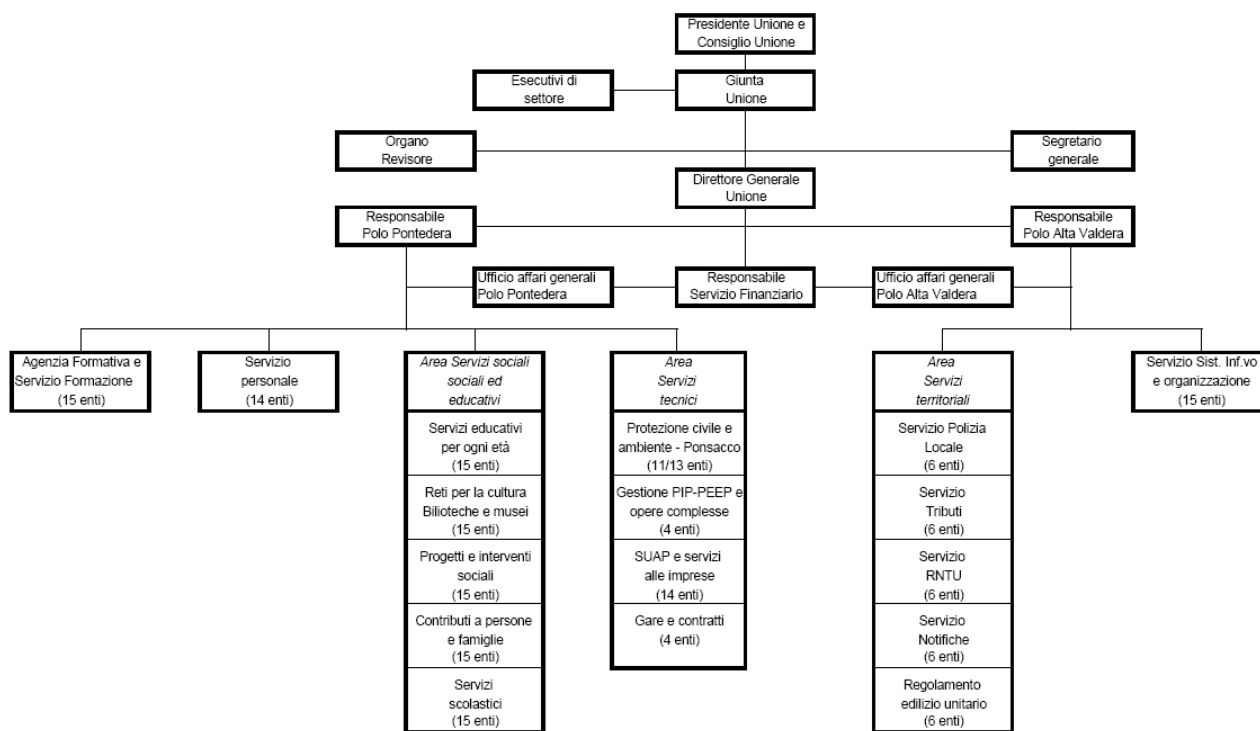 Presidente Unione e
Consiglio Unione
Esecutivi di
settore
Giunta
Unione
Organo
Revisore
Segretario
generale
Direttore Generale
Unione
Responsabile
Polo Pontedera
Responsabile
Polo Alta Valdera
Ufficio affari generali
Polo Pontedera
Responsabile
Servizio Finanziario
Ufficio affari generali
Polo Alta Valdera
Agenzia Formativa e
Servizio Formazione
(15 enti)
Servizio
personale
(14 enti)
Area Servizi sociali
sociali ed
educativi
Servizi educativi
per ogni età
(15 enti)
Reti per la cultura
Bilioteche e musei
(15 enti)
Progetti e interventi
sociali
(15 enti)
Contributi a persone
e famiglie
(15 enti)
Servizi
scolastici
(15 enti)
Area
Servizi
tecnici
Protezione civile e
ambiente - Ponsacco
(11/13 enti)
Gestione PIP-PEEP e
opere complesse
(4 enti)
SUAP e servizi
alle imprese
(14 enti)
Gare e contratti
(4 enti)
Area
Servizi
territoriali
Servizio Polizia
Locale
(6 enti)
Servizio
Tributi
(6 enti)
Servizio
RNTU
(6 enti)
Servizio
Notifiche
(6 enti)
Regolamento
edilizio unitario
(6 enti)
Servizio Sist. Inf.vo
e organizzazione
(15 enti)